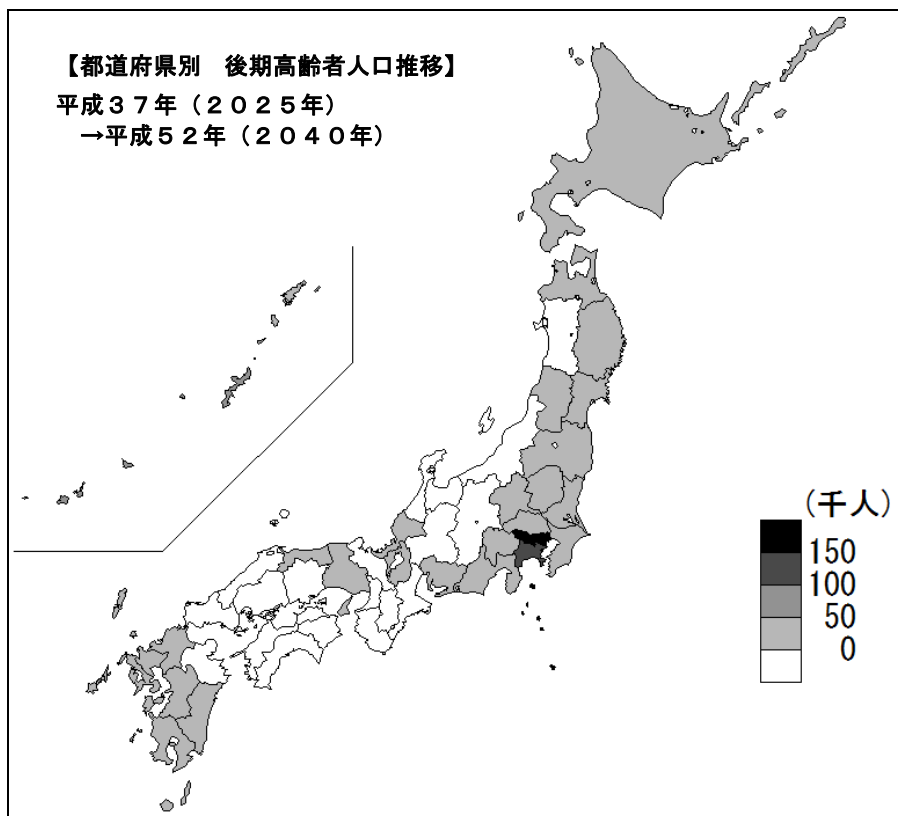 【都道府県別　後期高齢者人口推移】
平成３７年（２０２５年）
→平成５２年（２０４０年）
(千人)
150
100
50
0